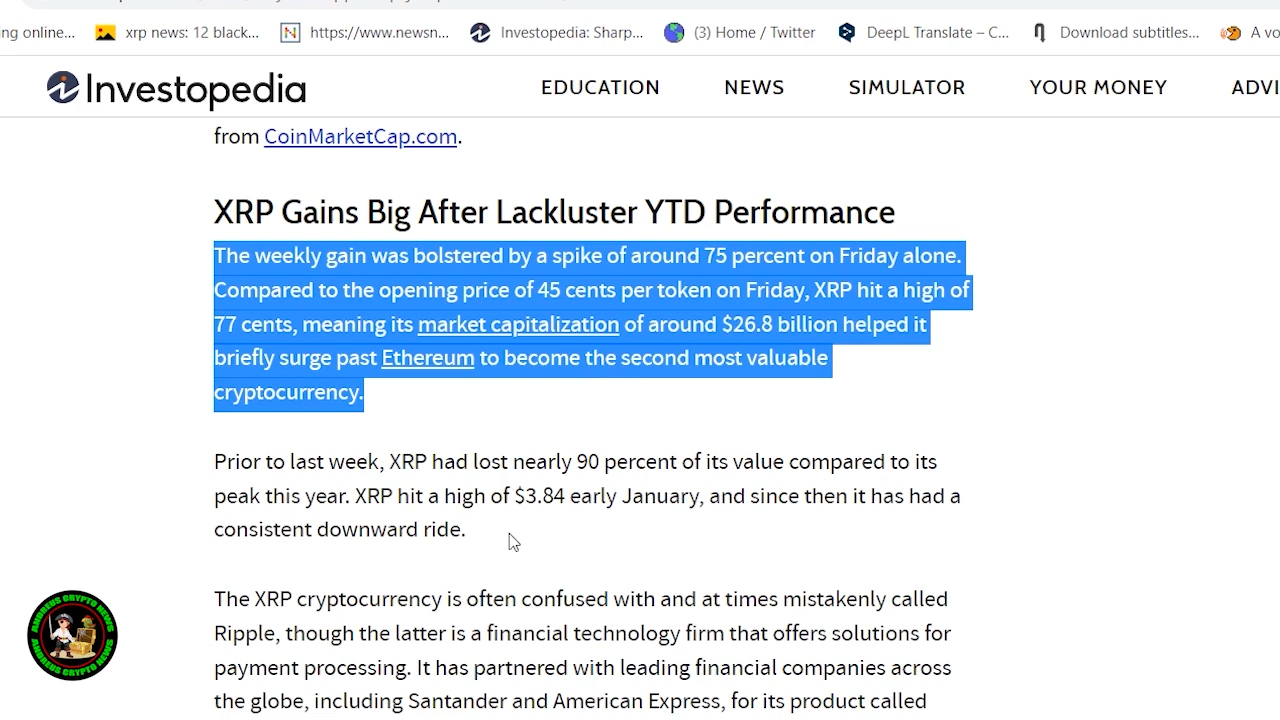 ng online...
xrp news: 12 black...
https://www.newsn...
Investopedia: Sharp...
(3) Home / Twitter
DeepL Translate – C...
Download subtitles...
A vo
Investopedia
EDUCATION
NEWS
SIMULATOR
YOUR MONEY
ADVI
from CoinMarketCap.com.
XRP Gains Big After Lackluster YTD Performance
The weekly gain was bolstered by a spike of around 75 percent on Friday alone.
Compared to the opening price of 45 cents per token on Friday, XRP hit a high of
77 cents, meaning its market capitalization of around $26.8 billion helped it
briefly surge past Ethereum to become the second most valuable
cryptocurrency.
Prior to last week, XRP had lost nearly 90 percent of its value compared to its
peak this year. XRP hit a high of $3.84 early January, and since then it has had a
consistent downward ride.
The XRP cryptocurrency is often confused with and at times mistakenly called
Ripple, though the latter is a financial technology firm that offers solutions for
payment processing. It has partnered with leading financial companies across
the globe, including Santander and American Express, for its product called
ANDREUS CRYPTO NEWS
ANDREUS CRYPTO NEWS